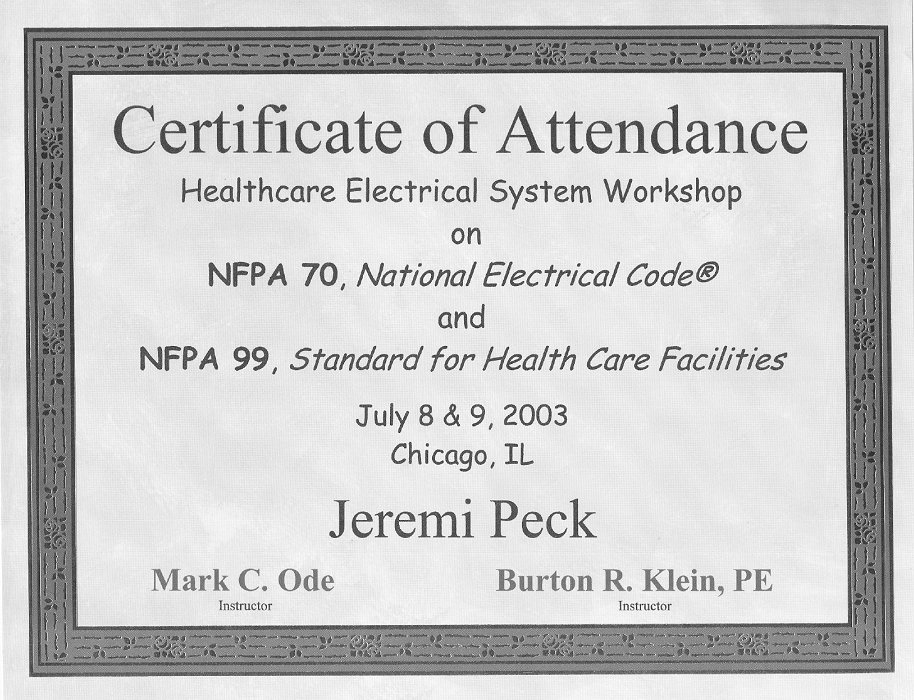 Certificate of Attendance
Healthcare Electrical System Workshop
on
NFPA 70, National Electrical Code®
and
NFPA 99, Standard for Health Care Facilities
July 8 & 9, 2003
Chicago, IL
Jeremi Peck
Mark C. Ode Burton R. Klein, PE
Instructor Instructor